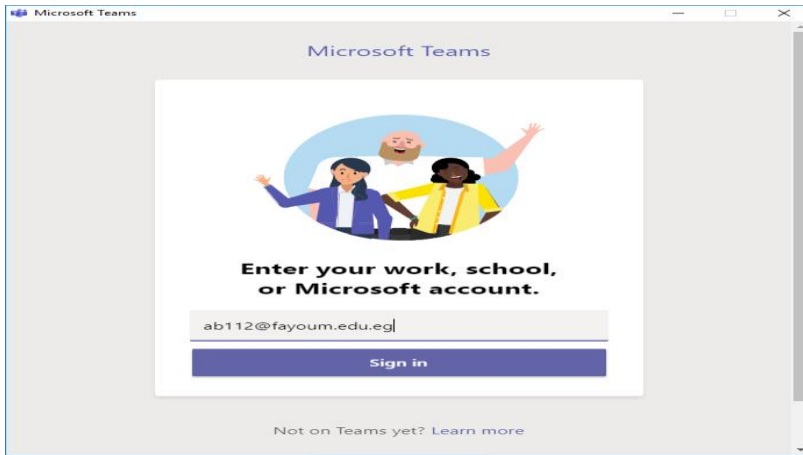 Microsoft Teams
Microsoft Teams
Enter your work, school,
or Microsoft account.
ab112@fayoum.edu.eg
Sign in
Not on Teams yet? Learn more